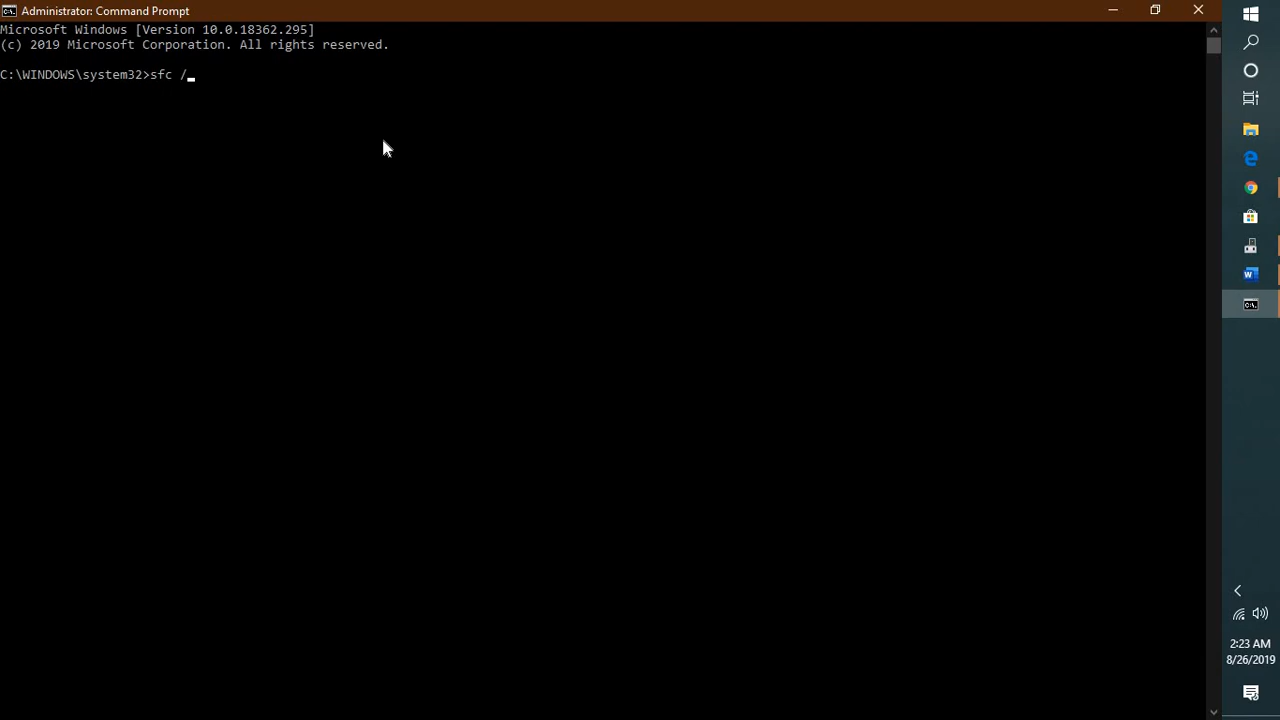 Administrator: Command Prompt
Microsoft Windows [Version 10.0.18362.295]
(c) 2019 Microsoft Corporation. All rights reserved.
C:\WINDOWS\system32>sfc /_
2:23 AM
8/26/2019